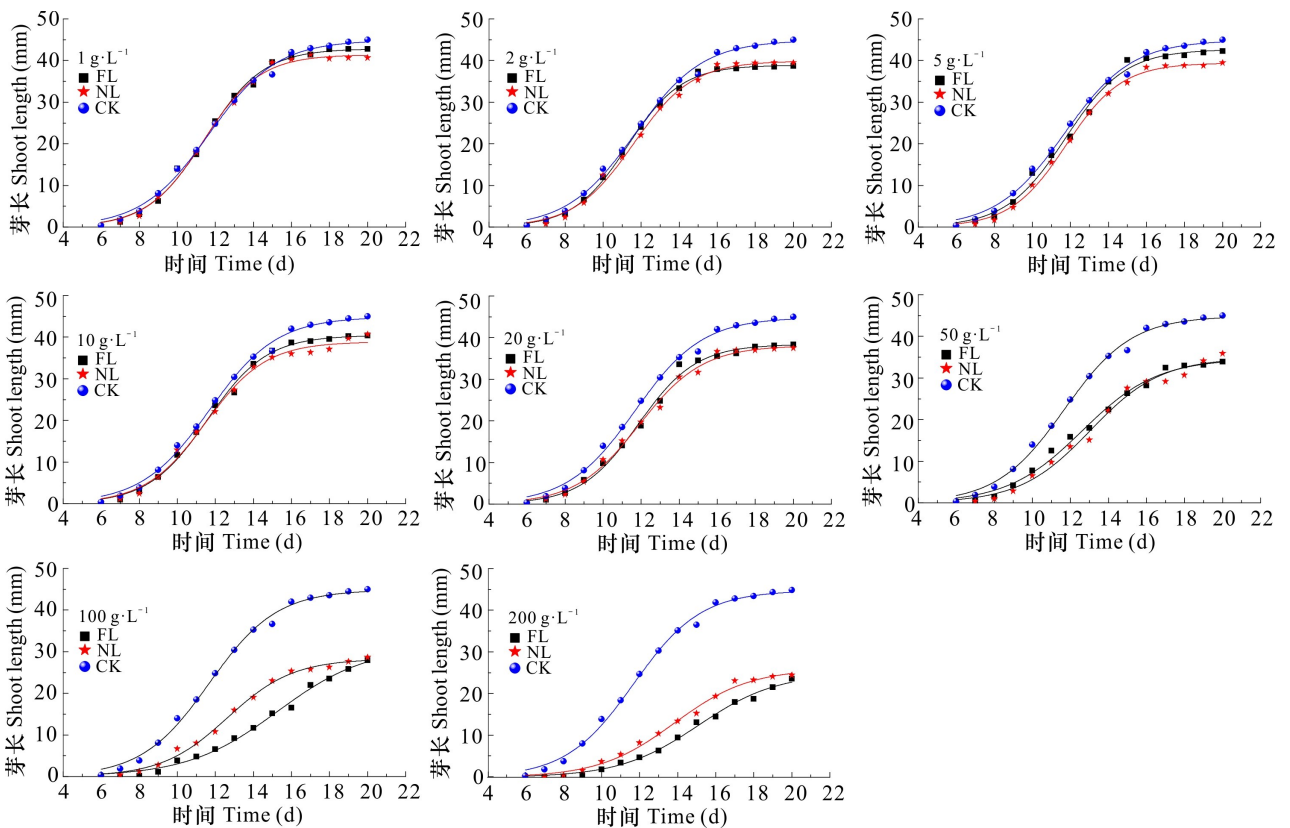 芽长 Shoot length (mm)
50
40
30
20
10
0
1 g·L⁻¹
FL
NL
CK
4 6 8 10 12 14 16 18 20 22
时间 Time (d)
芽长 Shoot length (mm)
50
40
30
20
10
0
2 g·L⁻¹
FL
NL
CK
4 6 8 10 12 14 16 18 20 22
时间 Time (d)
芽长 Shoot length (mm)
50
40
30
20
10
0
5 g·L⁻¹
FL
NL
CK
4 6 8 10 12 14 16 18 20 22
时间 Time (d)
芽长 Shoot length (mm)
50
40
30
20
10
0
10 g·L⁻¹
FL
NL
CK
4 6 8 10 12 14 16 18 20 22
时间 Time (d)
芽长 Shoot length (mm)
50
40
30
20
10
0
20 g·L⁻¹
FL
NL
CK
4 6 8 10 12 14 16 18 20 22
时间 Time (d)
芽长 Shoot length (mm)
50
40
30
20
10
0
50 g·L⁻¹
FL
NL
CK
4 6 8 10 12 14 16 18 20 22
时间 Time (d)
芽长 Shoot length (mm)
50
40
30
20
10
0
100 g·L⁻¹
FL
NL
CK
4 6 8 10 12 14 16 18 20 22
时间 Time (d)
芽长 Shoot length (mm)
50
40
30
20
10
0
200 g·L⁻¹
FL
NL
CK
4 6 8 10 12 14 16 18 20 22
时间 Time (d)